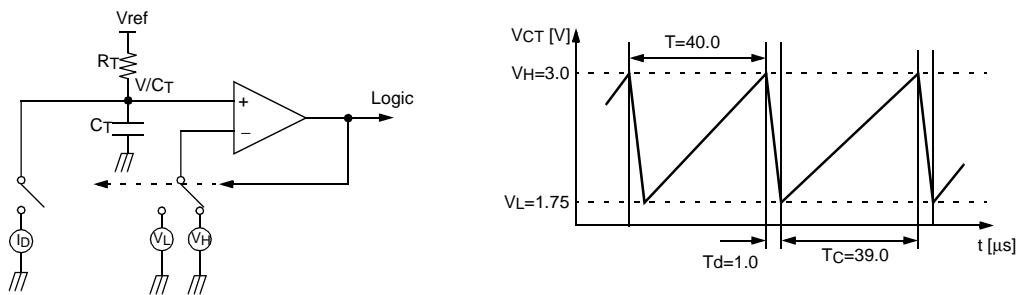 Vref
RT
V/CT
CT
+
−
Logic
ID
VL
VH
VCT [V]
T=40.0
VH=3.0
VL=1.75
t [μs]
Td=1.0
TC=39.0